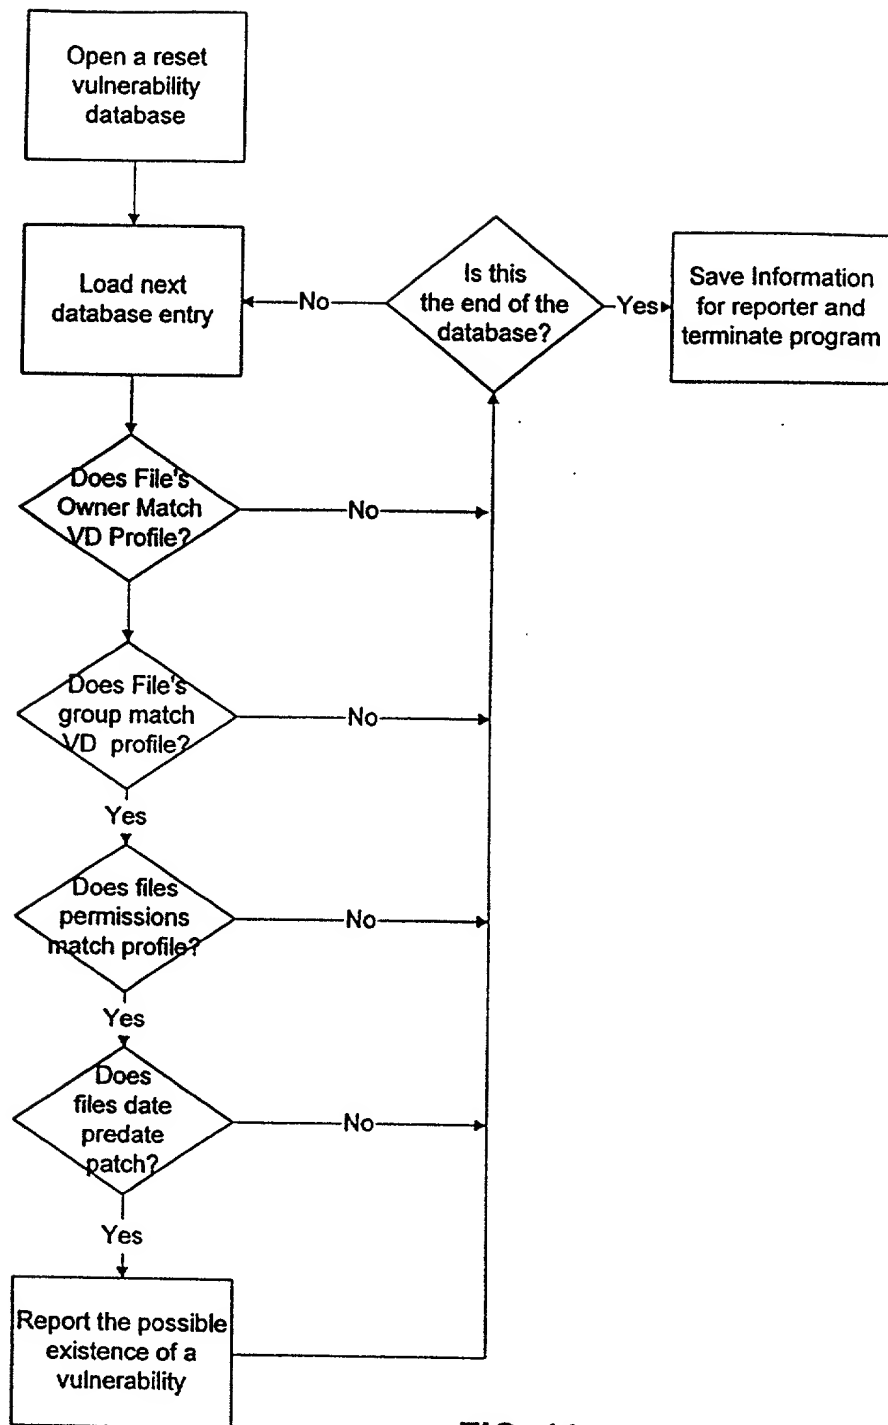 Open a reset
vulnerability
database
Load next
database entry
No
Is this
the end of the
database?
Yes
Save Information
for reporter and
terminate program
Does File's
Owner Match
VD Profile?
No
Does File's
group match
VD profile?
No
Yes
Does files
permissions
match profile?
No
Yes
Does
files date
predate
patch?
No
Yes
Report the possible
existence of a
vulnerability